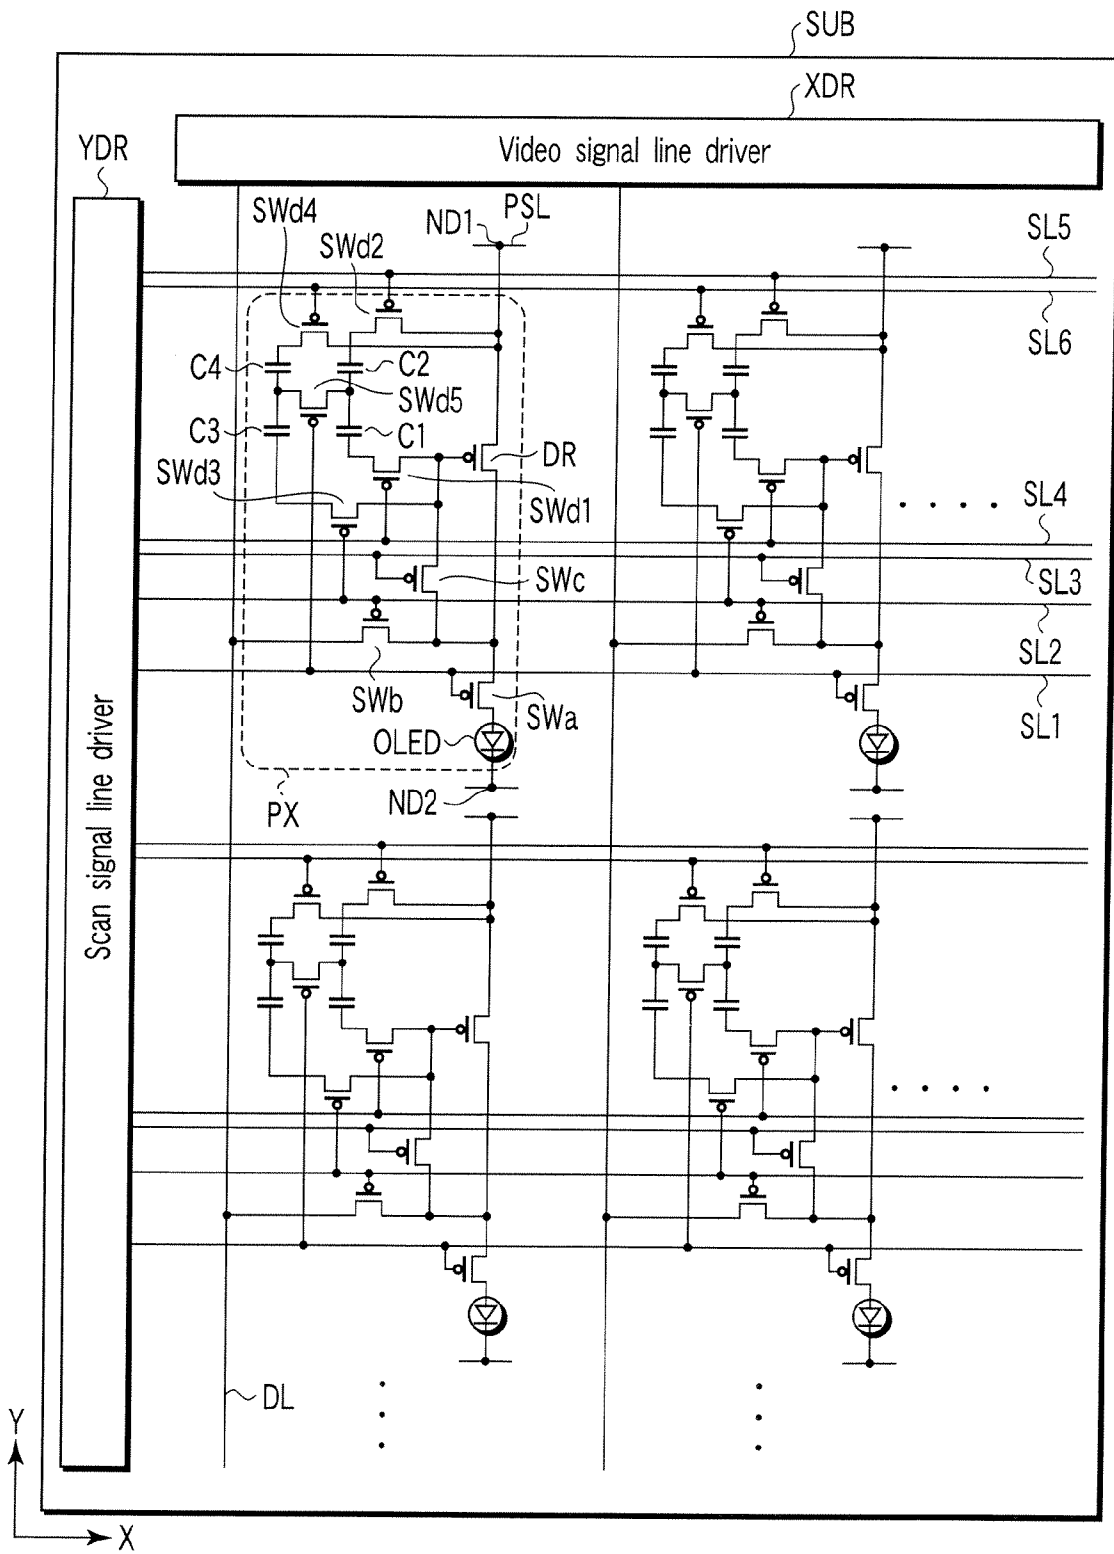 SUB
XDR
Video signal line driver
YDR
SWd4
ND1
PSL
SWd2
SL5
SL6
C4
C2
SWd5
C3
C1
DR
SWd3
SWd1
SL4
SWc
SL3
SL2
SWb
SWa
SL1
OLED
PX
ND2
Scan signal line driver
DL
Y
X